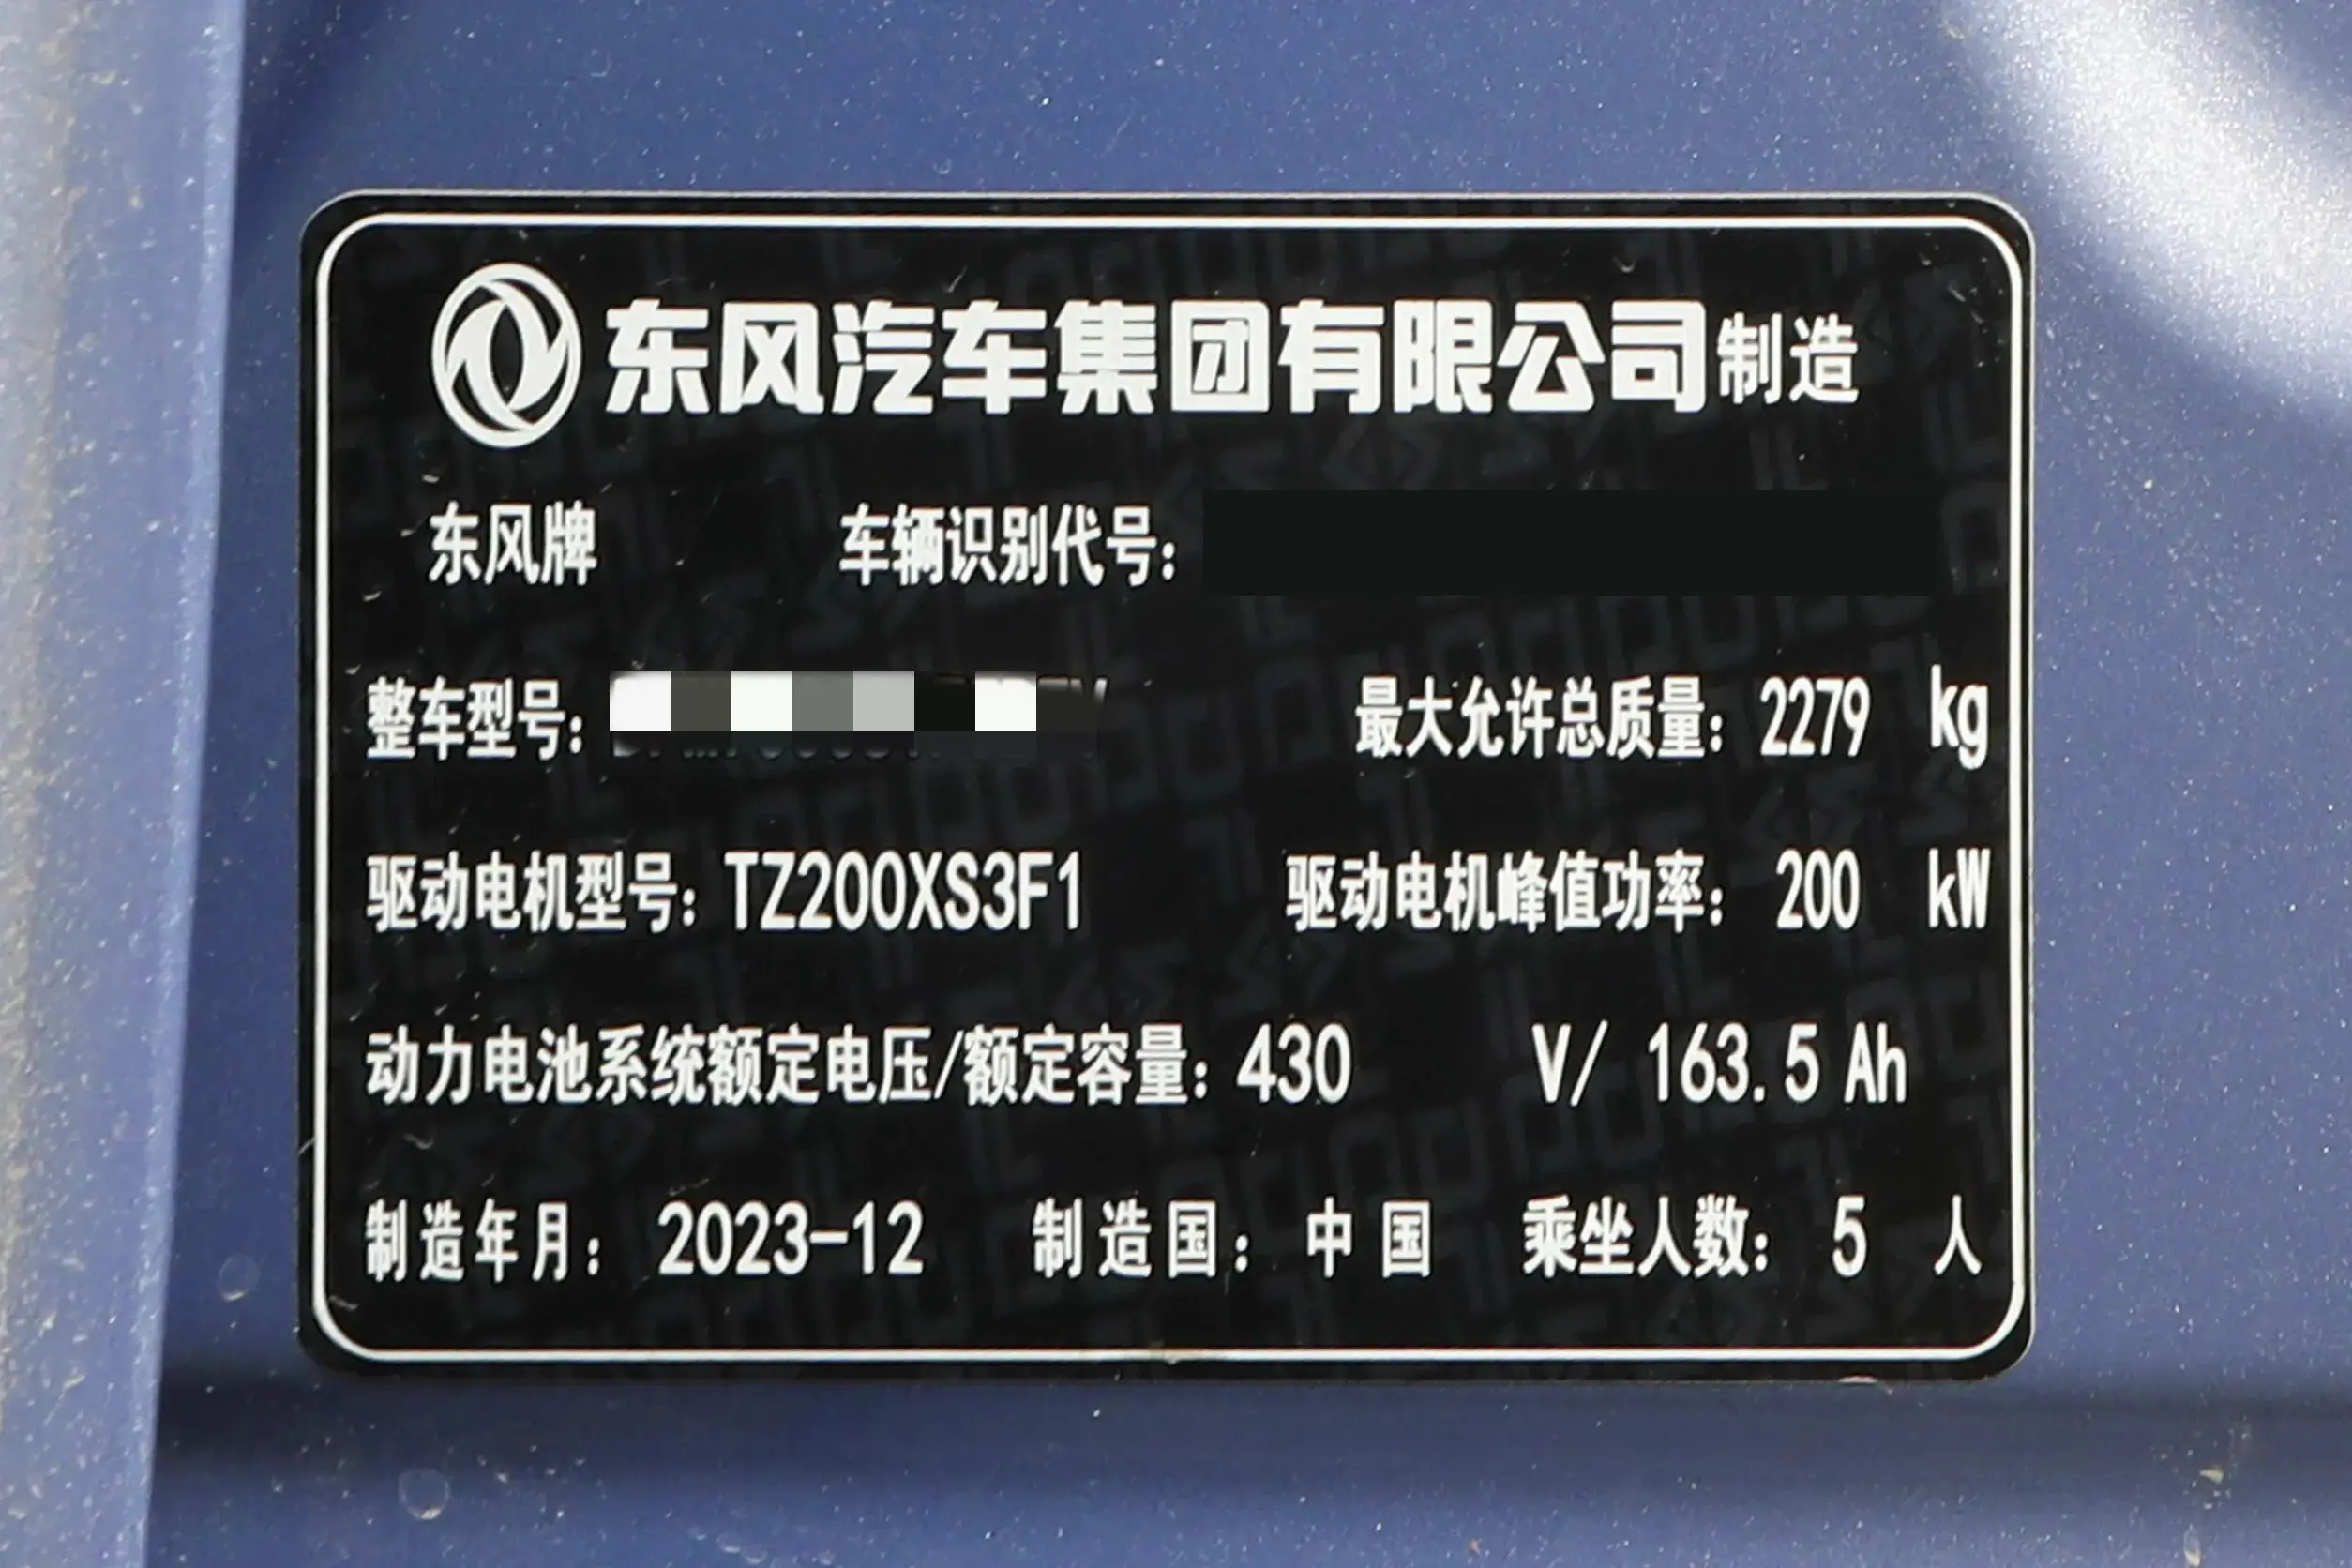 东风汽车集团有限公司制造
东风牌 车辆识别代号：
整车型号： 最大允许总质量：2279 kg
驱动电机型号：TZ200XS3F1 驱动电机峰值功率：200 kW
动力电池系统额定电压/额定容量：430 V/ 163.5 Ah
制造年月：2023-12 制造国：中国 乘坐人数：5 人